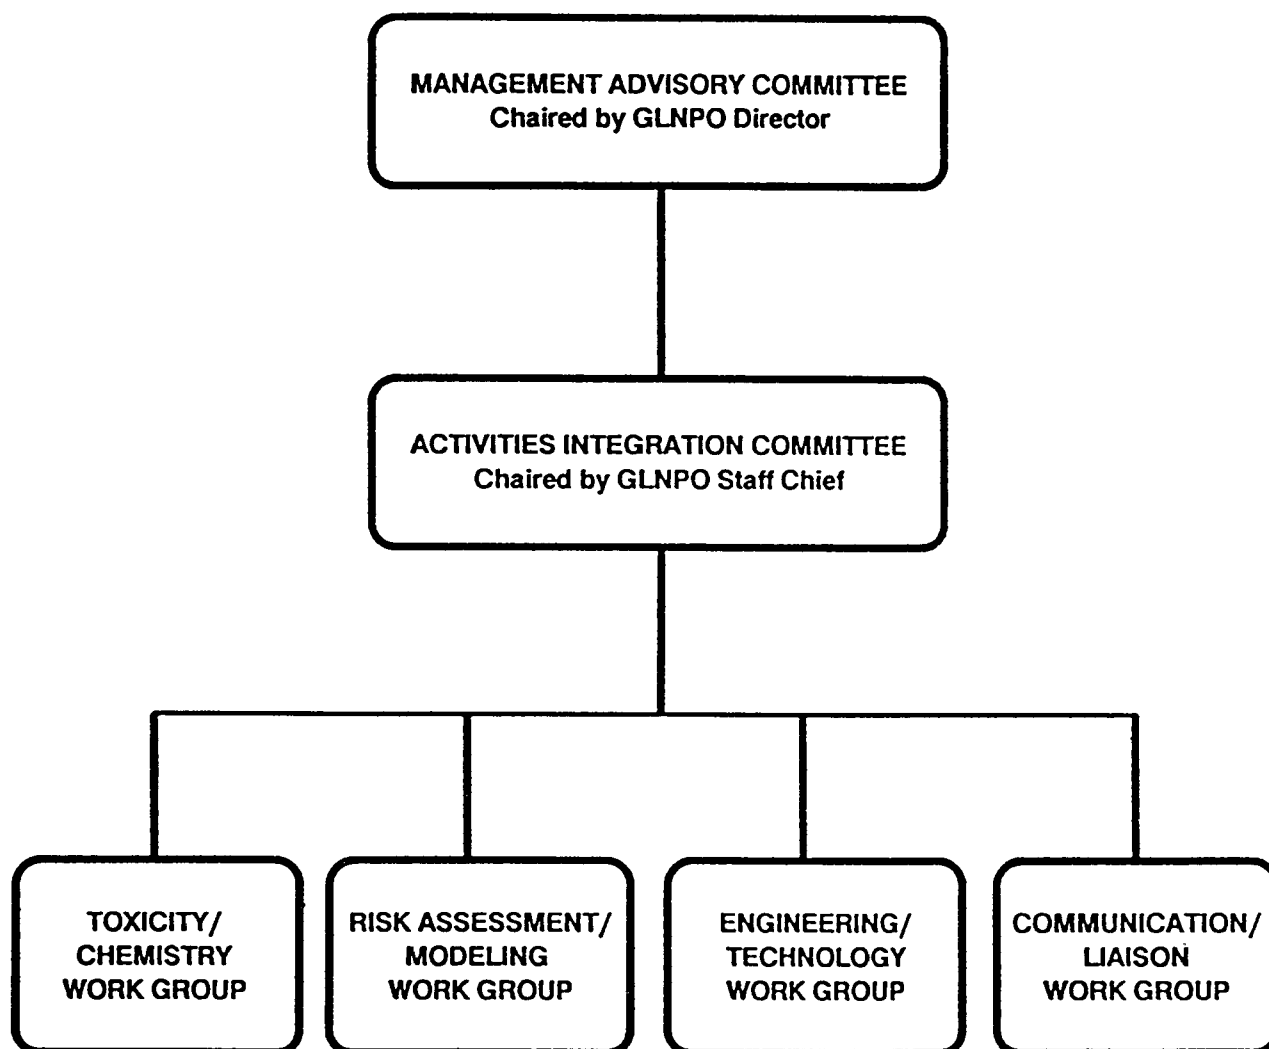 MANAGEMENT ADVISORY COMMITTEE
Chaired by GLNPO Director
ACTIVITIES INTEGRATION COMMITTEE
Chaired by GLNPO Staff Chief
TOXICITY/
CHEMISTRY
WORK GROUP
RISK ASSESSMENT/
MODELING
WORK GROUP
ENGINEERING/
TECHNOLOGY
WORK GROUP
COMMUNICATION/
LIAISON
WORK GROUP